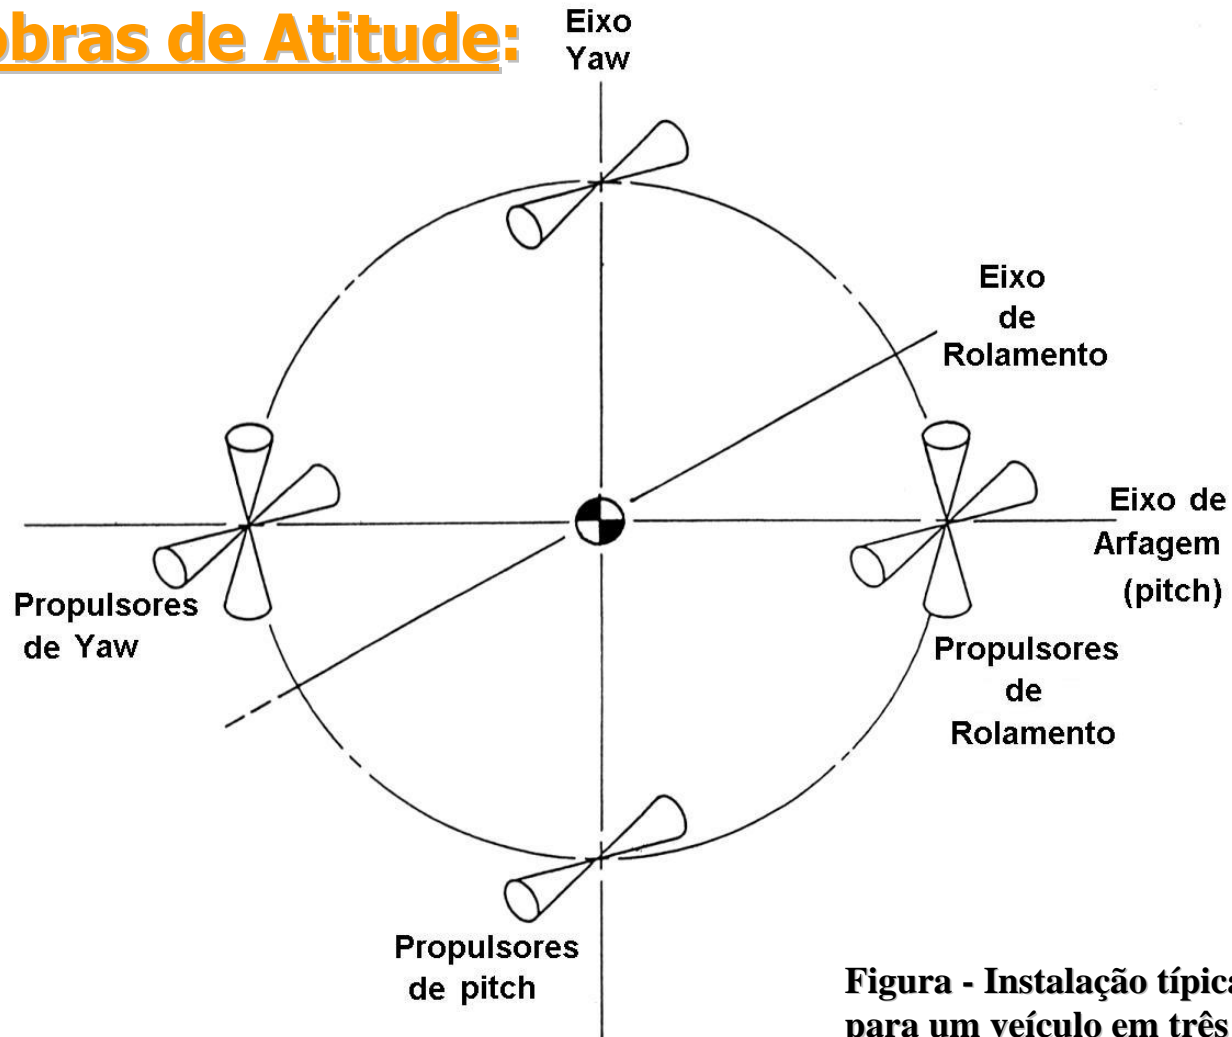 obras de Atitude:
Eixo
Yaw
Eixo
de
Rolamento
Eixo de
Arfagem
(pitch)
Propulsores
de Yaw
Propulsores
de
Rolamento
Propulsores
de pitch
Figura - Instalação típica
para um veículo em três